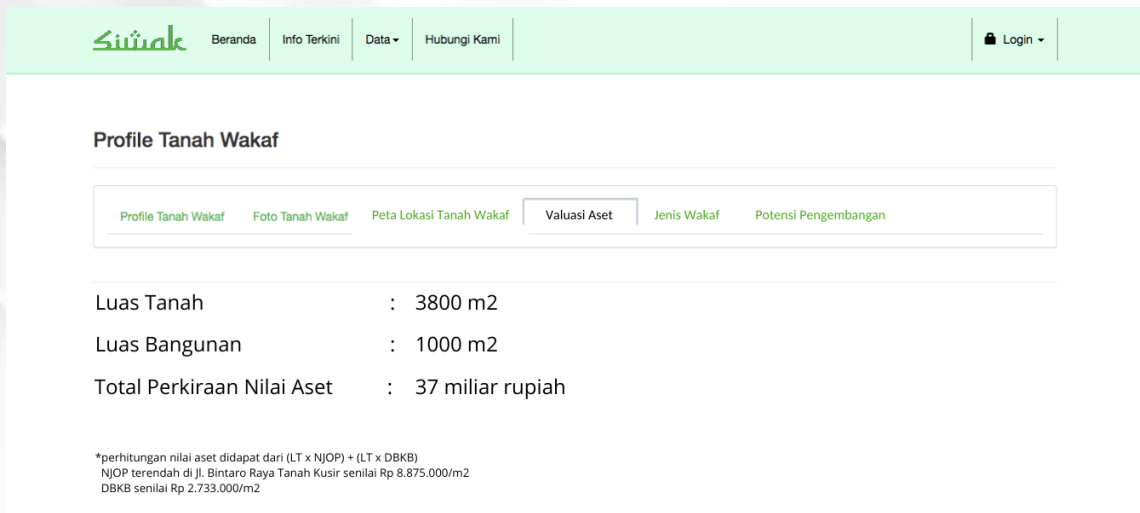 Siwak
Beranda
Info Terkini
Data
Hubungi Kami
Login
Profile Tanah Wakaf
Profile Tanah Wakaf
Foto Tanah Wakaf
Peta Lokasi Tanah Wakaf
Valuasi Aset
Jenis Wakaf
Potensi Pengembangan
Luas Tanah : 3800 m2
Luas Bangunan : 1000 m2
Total Perkiraan Nilai Aset : 37 miliar rupiah
*perhitungan nilai aset didapat dari (LT x NJOP) + (LT x DBKB)
NJOP terendah di Jl. Bintaro Raya Tanah Kusir senilai Rp 8.875.000/m2
DBKB senilai Rp 2.733.000/m2